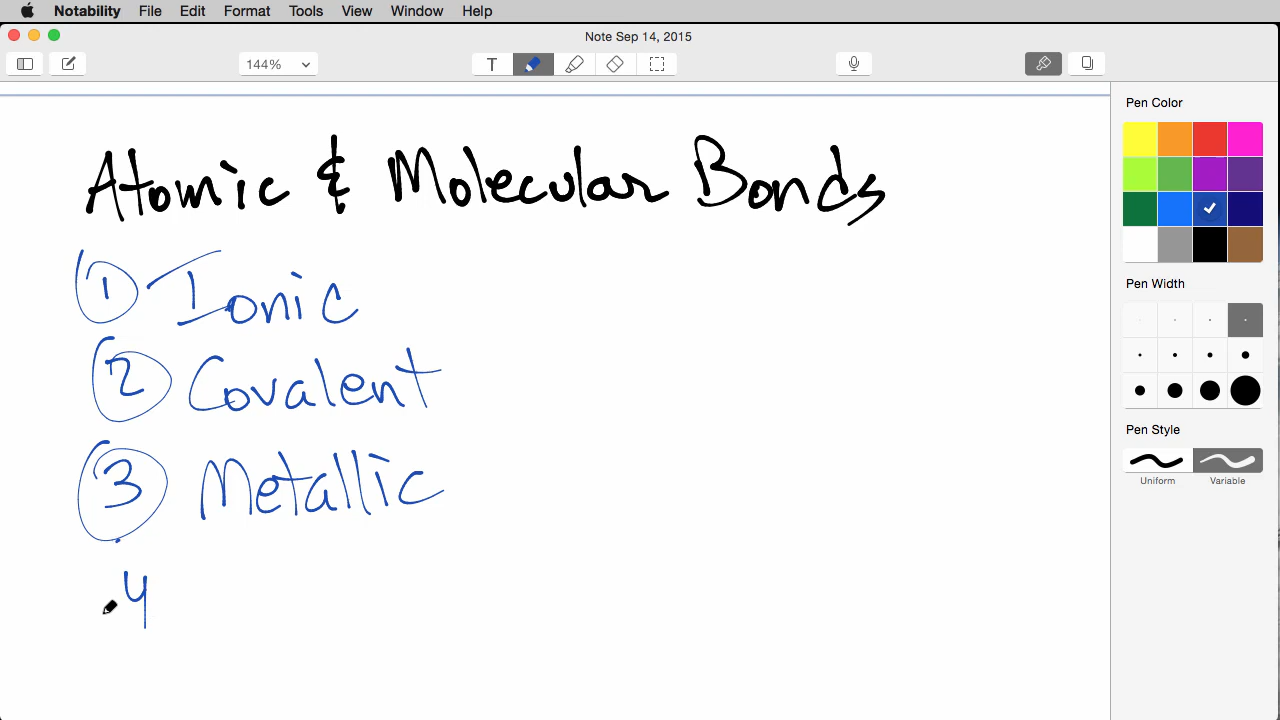 Notability File Edit Format Tools View Window Help
Note Sep 14, 2015
144% T
Pen Color
Atomic & Molecular Bonds
1 Ionic
Pen Width
2 Covalent
Pen Style
3 Metallic
Uniform Variable
4